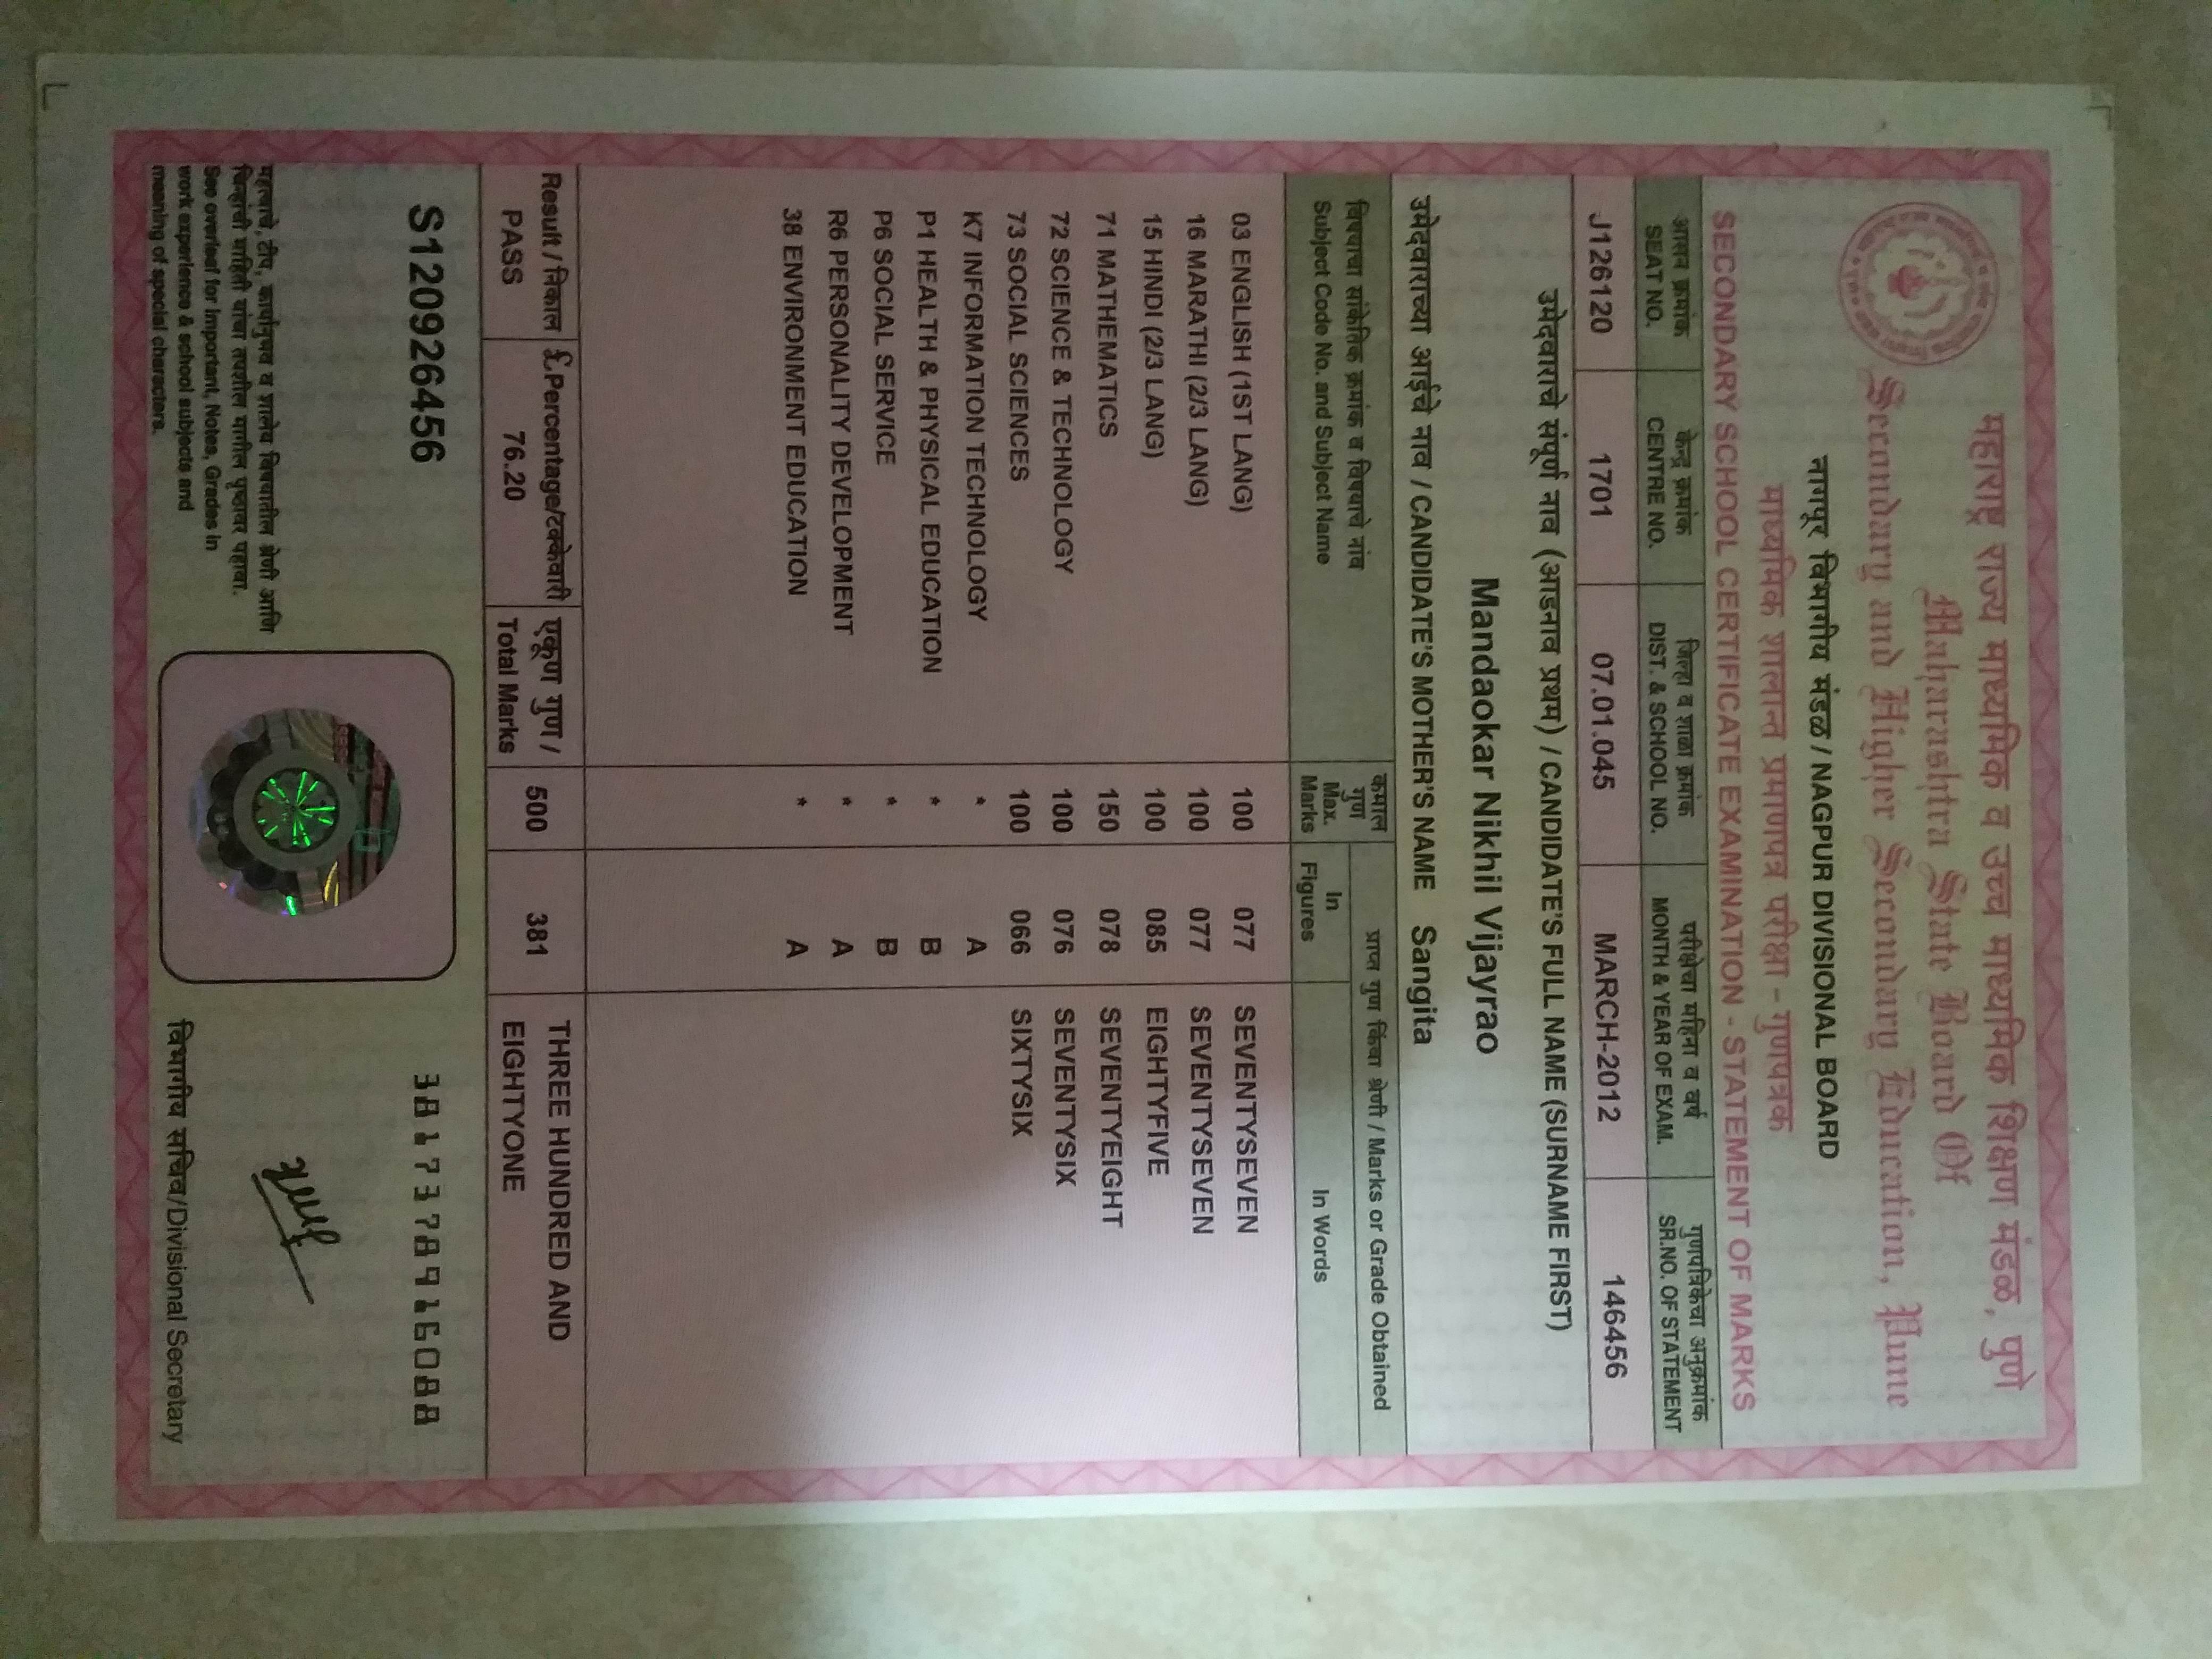 महाराष्ट्र राज्य माध्यमिक व उच्च माध्यमिक शिक्षण मंडळ, पुणे
Maharashtra State Board Of
Secondary and Higher Secondary Education, Pune
नागपूर विभागीय मंडळ / NAGPUR DIVISIONAL BOARD
माध्यमिक शालान्त प्रमाणपत्र परीक्षा - गुणपत्रक
SECONDARY SCHOOL CERTIFICATE EXAMINATION - STATEMENT OF MARKS
आसन क्रमांक केन्द्र क्रमांक जिल्हा व शाळा क्रमांक परीक्षेचा महिना व वर्ष गुणपत्रिकेचा अनुक्रमांक
SEAT NO. CENTRE NO. DIST. & SCHOOL NO. MONTH & YEAR OF EXAM. SR.NO. OF STATEMENT
J126120 1701 07.01.045 MARCH-2012 146456
उमेदवाराचे संपूर्ण नाव (आडनाव प्रथम) / CANDIDATE'S FULL NAME (SURNAME FIRST)
Mandaokar Nikhil Vijayrao
उमेदवाराच्या आईचे नाव / CANDIDATE'S MOTHER'S NAME Sangita
विषयाचा सांकेतिक क्रमांक व विषयाचे नांव
Subject Code No. and Subject Name
कमाल
गुण
Max.
Marks
प्राप्त गुण किंवा श्रेणी / Marks or Grade Obtained
In
Figures
In Words
03 ENGLISH (1ST LANG) 100 077 SEVENTYSEVEN
16 MARATHI (2/3 LANG) 100 077 SEVENTYSEVEN
15 HINDI (2/3 LANG) 100 085 EIGHTYFIVE
71 MATHEMATICS 150 078 SEVENTYEIGHT
72 SCIENCE & TECHNOLOGY 100 076 SEVENTYSIX
73 SOCIAL SCIENCES 100 066 SIXTYSIX
K7 INFORMATION TECHNOLOGY * A
P1 HEALTH & PHYSICAL EDUCATION * B
P6 SOCIAL SERVICE * B
R6 PERSONALITY DEVELOPMENT * A
38 ENVIRONMENT EDUCATION * A
Result / निकाल £Percentage/टक्केवारी एकूण गुण / 500 381 THREE HUNDRED AND
PASS 76.20 Total Marks EIGHTYONE
S120926456
381737891​6088
महत्वाचे, टीप, कार्यानुभव व शालेय विषयातील श्रेणी आणि
चिन्हांची माहिती यांचा तपशील मागील पृष्ठावर पहावा.
See overleaf for Important, Notes, Grades in
work experience & school subjects and
meaning of special characters.
विभागीय सचिव/Divisional Secretary